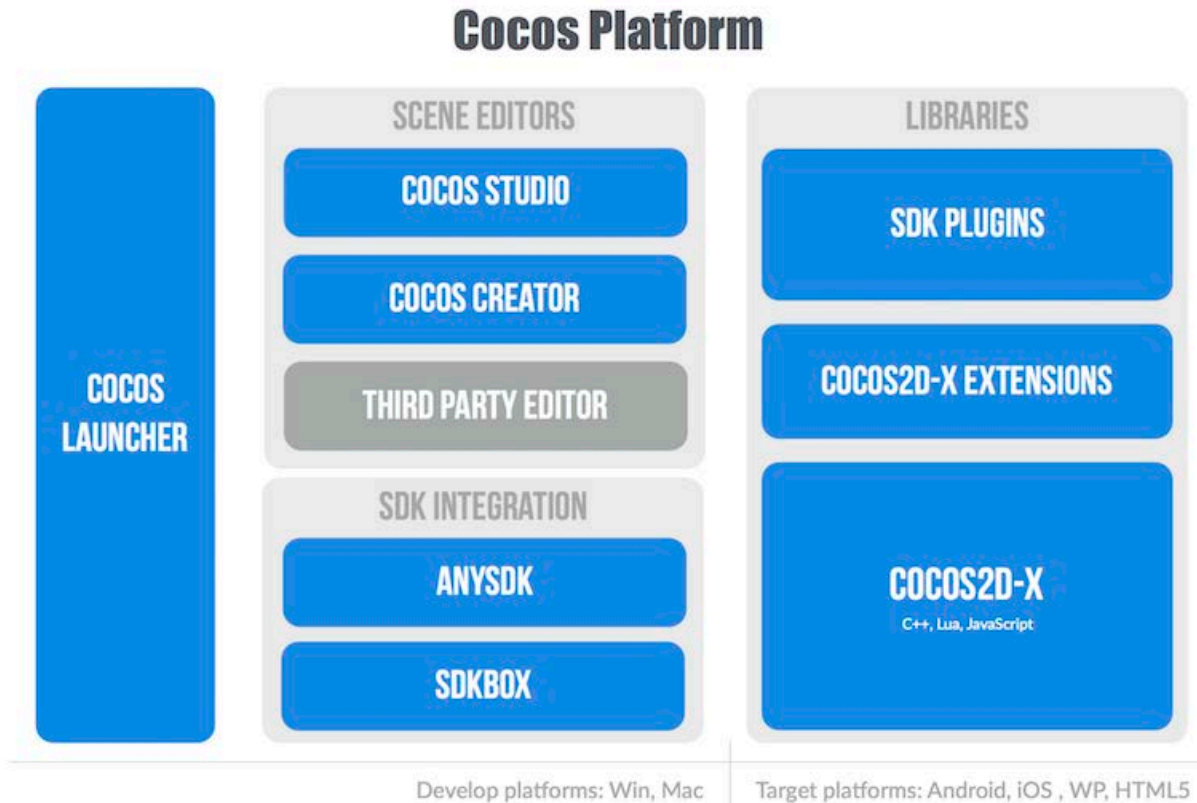 Cocos Platform
COCOS
LAUNCHER
SCENE EDITORS
COCOS STUDIO
COCOS CREATOR
THIRD PARTY EDITOR
SDK INTEGRATION
ANYSDK
SDKBOX
LIBRARIES
SDK PLUGINS
COCOS2D-X EXTENSIONS
COCOS2D-X
C++, Lua, JavaScript
Develop platforms: Win, Mac
Target platforms: Android, iOS , WP, HTML5